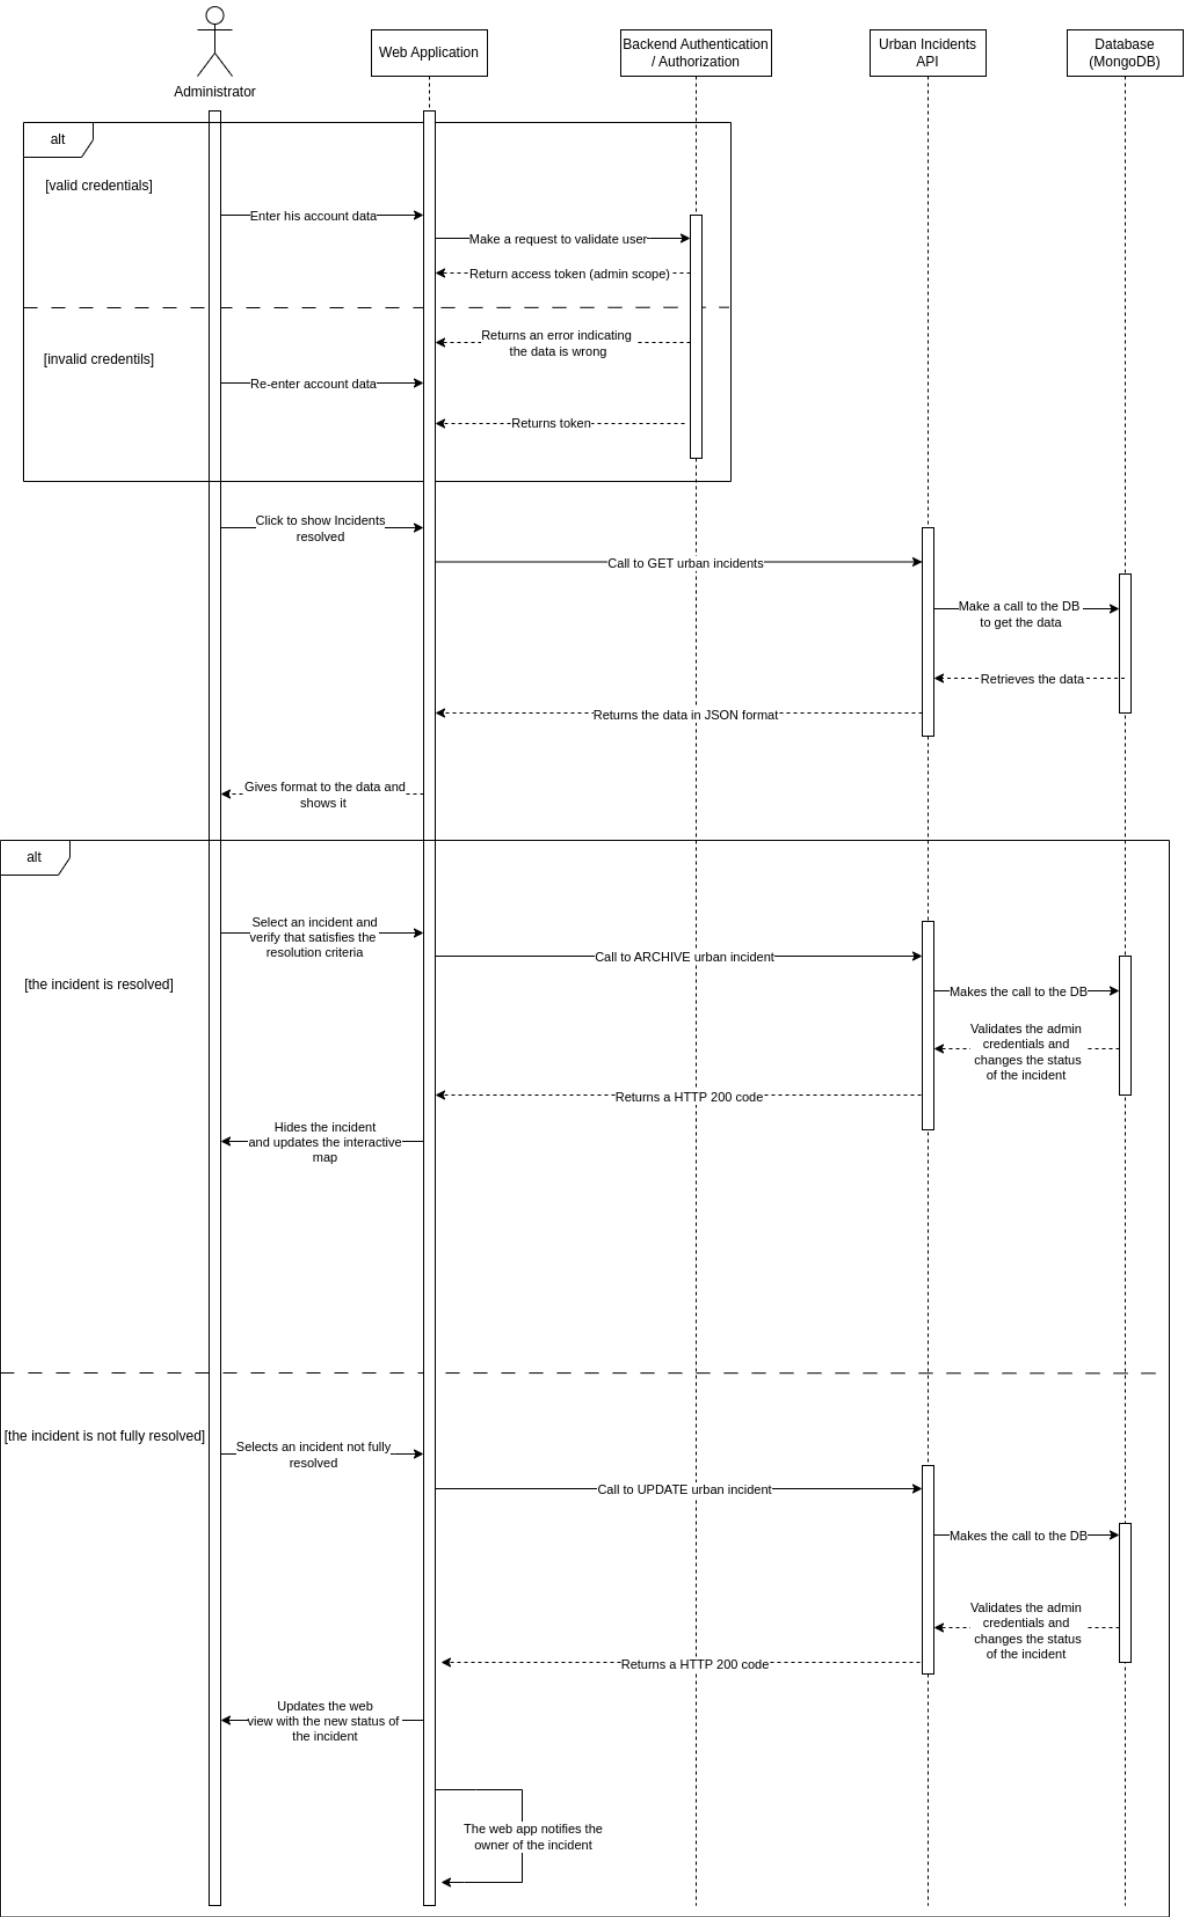 Administrator
Web Application
Backend Authentication
/ Authorization
Urban Incidents
API
Database
(MongoDB)
alt
[valid credentials]
Enter his account data
Make a request to validate user
Return access token (admin scope)
Returns an error indicating
the data is wrong
[invalid credentils]
Re-enter account data
Returns token
Click to show Incidents
resolved
Call to GET urban incidents
Make a call to the DB
to get the data
Retrieves the data
Returns the data in JSON format
Gives format to the data and
shows it
alt
Select an incident and
verify that satisfies the
resolution criteria
Call to ARCHIVE urban incident
[the incident is resolved]
Makes the call to the DB
Validates the admin
credentials and
changes the status
of the incident
Returns a HTTP 200 code
Hides the incident
and updates the interactive
map
[the incident is not fully resolved]
Selects an incident not fully
resolved
Call to UPDATE urban incident
Makes the call to the DB
Validates the admin
credentials and
changes the status
of the incident
Returns a HTTP 200 code
Updates the web
view with the new status of
the incident
The web app notifies the
owner of the incident